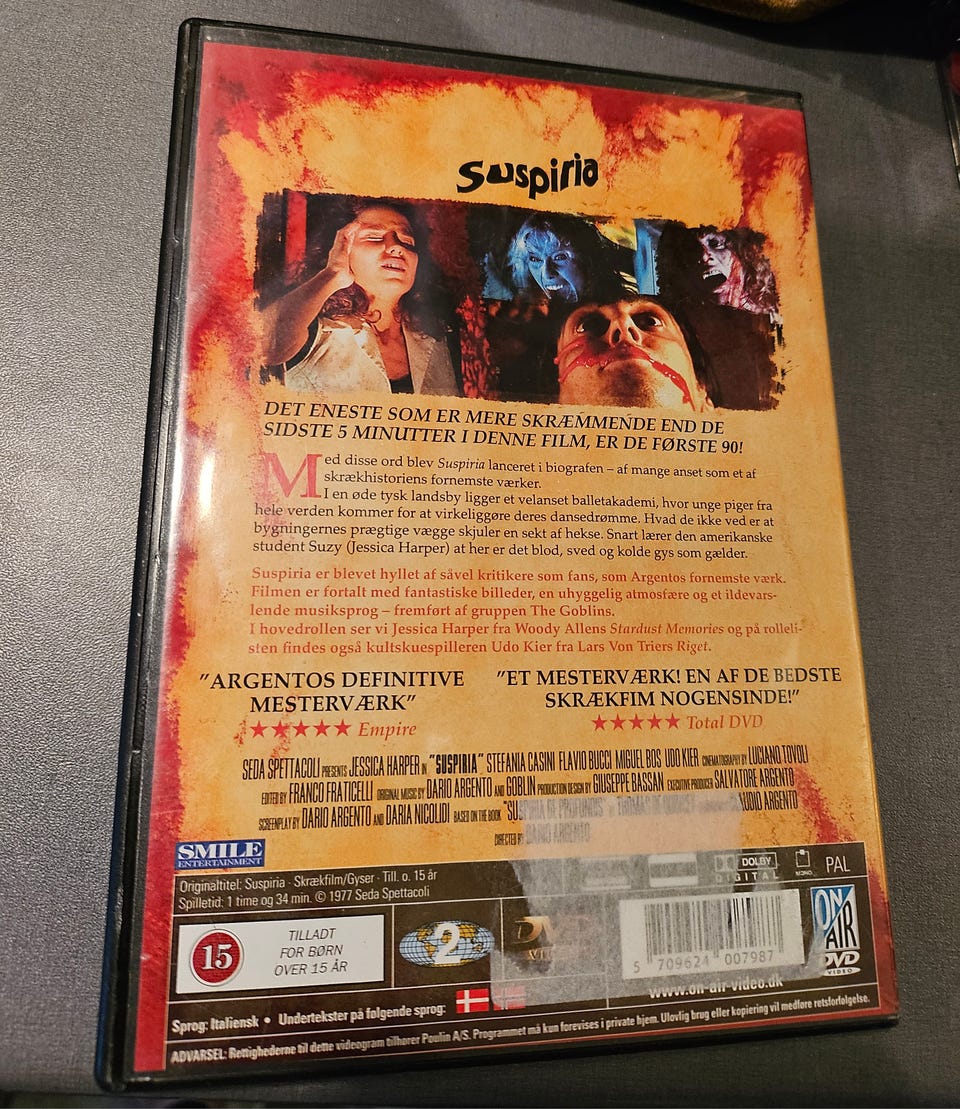 Suspiria
DET ENESTE SOM ER MERE SKRÆMMENDE END DE
SIDSTE 5 MINUTTER I DENNE FILM, ER DE FØRSTE 90!
Med disse ord blev Suspiria lanceret i biografen – af mange anset som et af
skrækhistoriens fornemste værker.
I en øde tysk landsby ligger et velanset balletakademi, hvor unge piger fra
hele verden kommer for at virkeliggøre deres dansedrømme. Hvad de ikke ved er at
bygningernes prægtige vægge skjuler en sekt af hekse. Snart lærer den amerikanske
student Suzy (Jessica Harper) at her er det blod, sved og kolde gys som gælder.
Suspiria er blevet hyllet af såvel kritikere som fans, som Argentos fornemste værk.
Filmen er fortalt med fantastiske billeder, en uhyggelig atmosfære og et ildevars-
lende musiksprog – fremført af gruppen The Goblins.
I hovedrollen ser vi Jessica Harper fra Woody Allens Stardust Memories og på rolleli-
sten findes også kultskuespilleren Udo Kier fra Lars Von Triers Riget.
"ARGENTOS DEFINITIVE
MESTERVÆRK"
★★★★★ Empire
"ET MESTERVÆRK! EN AF DE BEDSTE
SKRÆKFIM NOGENSINDE!"
★★★★★ Total DVD
SEDA SPETTACOLI PRESENTS JESSICA HARPER IN "SUSPIRIA" STEFANIA CASINI FLAVIO BUCCI MIGUEL BOS UDO KIER CINEMATOGRAPHY BY LUCIANO TOVOLI
EDITED BY FRANCO FRATICELLI ORIGINAL MUSIC BY DARIO ARGENTO AND GOBLIN PRODUCTION DESIGN BY GIUSEPPE BASSAN EXECUTIVE PRODUCER SALVATORE ARGENTO
SCREENPLAY BY DARIO ARGENTO AND DARIA NICOLIDI BASED ON THE BOOK "SUSPIRIA DE PROFUNDIS" ARGENTO
DIRECTED BY DARIO ARGENTO
SMILE
ENTERTAINMENT
Originaltitel: Suspiria · Skrækfilm/Gyser · Till. o. 15 år
Spilletid: 1 time og 34 min. © 1977 Seda Spettacoli
DOLBY
DIGITAL
MONO
PAL
15
TILLADT
FOR BØRN
OVER 15 ÅR
2
DVD
5 709624 007987
ON
AIR
DVD
VIDEO
www.on-air-video.dk
Sprog: Italiensk • Undertekster på følgende sprog:
ADVARSEL: Rettighederne til dette videogram tilhører Poulin A/S. Programmet må kun forevises i private hjem. Ulovlig brug eller kopiering vil medføre retsforfølgelse.